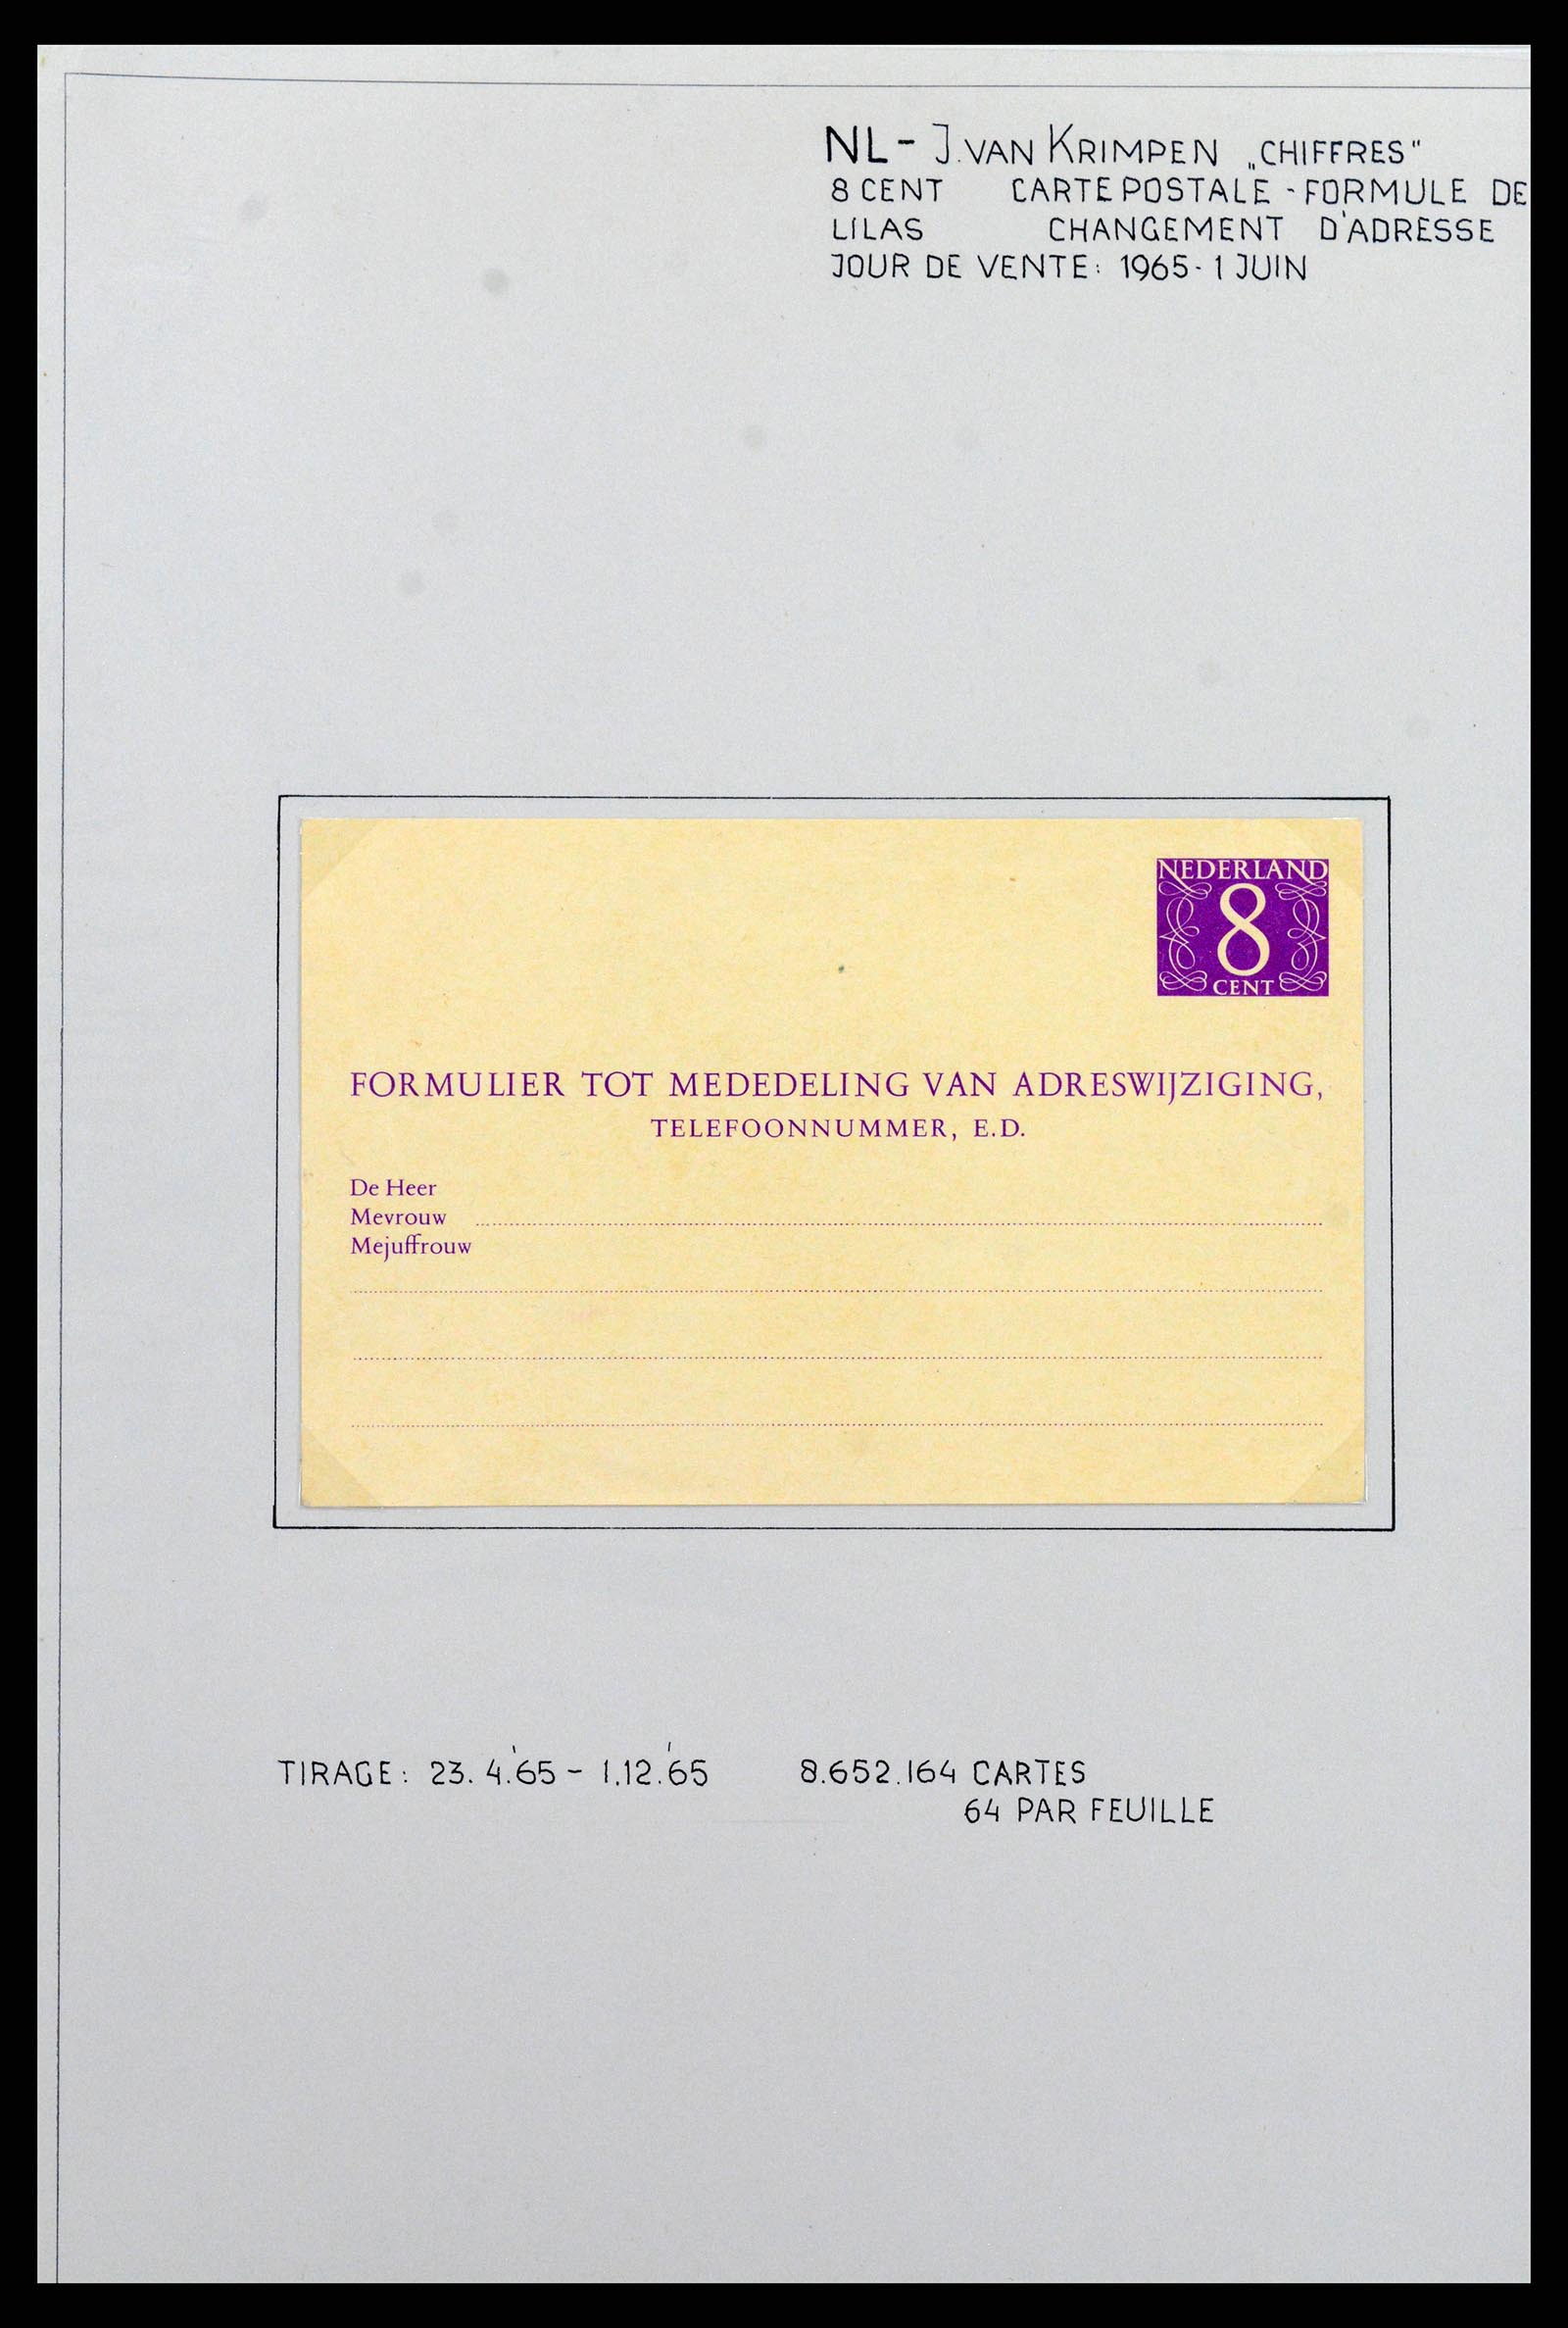 NL - J. VAN KRIMPEN „CHIFFRES"
8 CENT CARTE POSTALE - FORMULE DE
LILAS CHANGEMENT D'ADRESSE
JOUR DE VENTE: 1965 - 1 JUIN
NEDERLAND
8
CENT
FORMULIER TOT MEDEDELING VAN ADRESWIJZIGING,
TELEFOONNUMMER, E.D.
De Heer
Mevrouw
Mejuffrouw
TIRAGE: 23. 4.'65 - 1.12.'65 8.652.164 CARTES
64 PAR FEUILLE